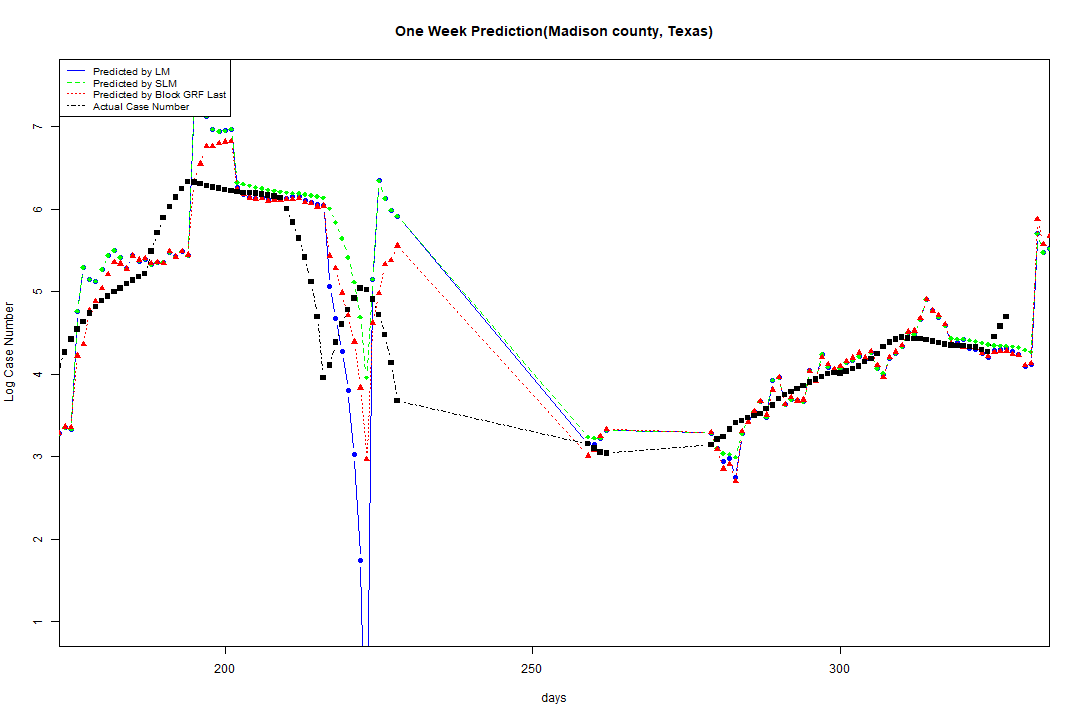 One Week Prediction(Madison county, Texas)
Predicted by LM
Predicted by SLM
Predicted by Block GRF Last
Actual Case Number
7
6
5
4
3
2
1
Log Case Number
200 250 300
days